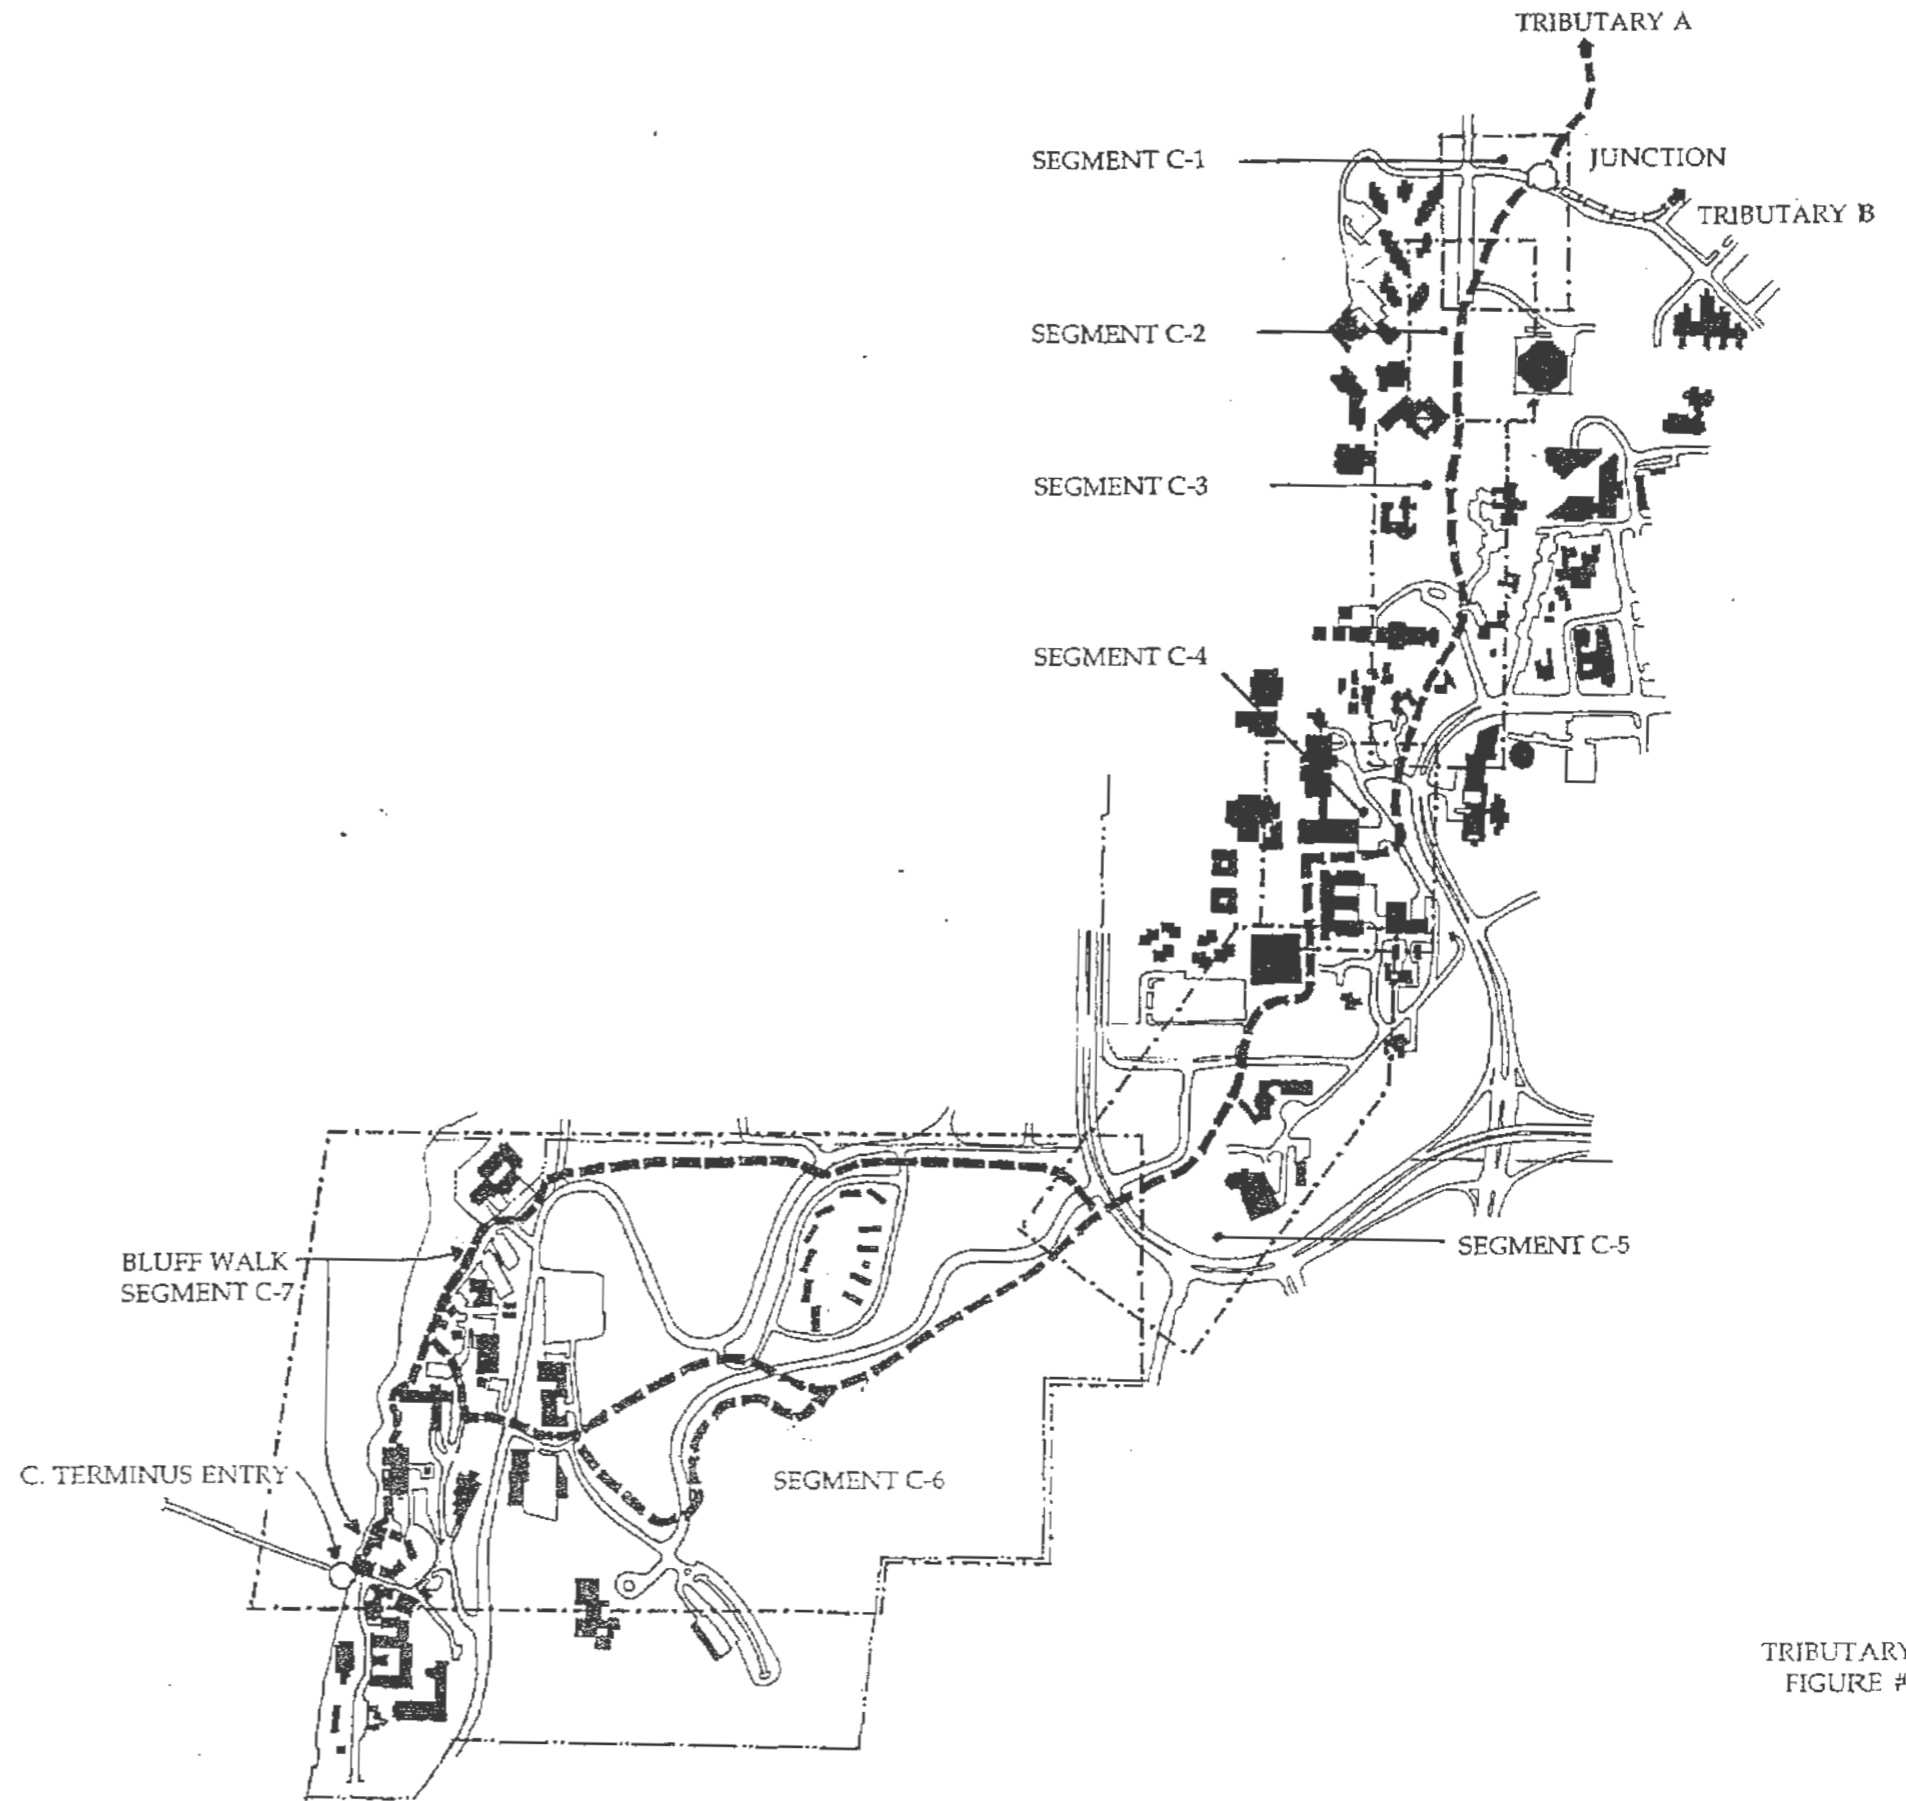 TRIBUTARY A
SEGMENT C-1
JUNCTION
TRIBUTARY B
SEGMENT C-2
SEGMENT C-3
SEGMENT C-4
SEGMENT C-5
BLUFF WALK
SEGMENT C-7
C. TERMINUS ENTRY
SEGMENT C-6
TRIBUTARY
FIGURE #